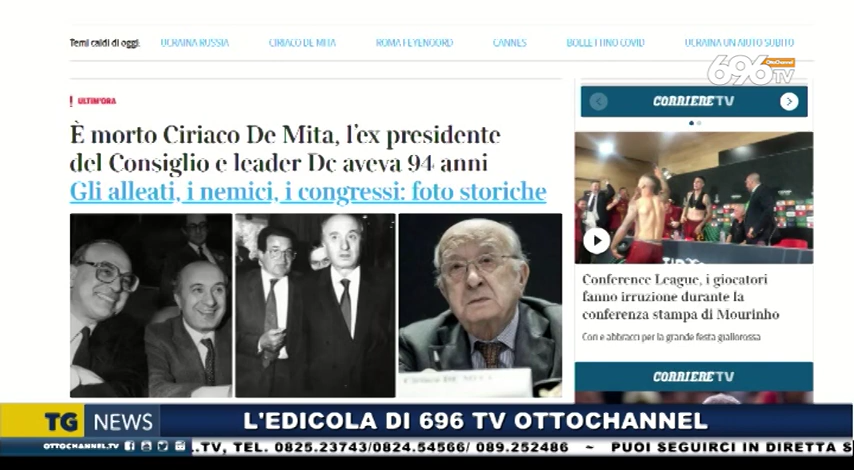 Temi caldi di oggi: UCRAINA RUSSIA CIRIACO DE MITA ROMA FEYENOORD CANNES BOLLETTINO COVID UCRAINA UN AIUTO SUBITO
OttoChannel
696 TV
ULTIM'ORA
È morto Ciriaco De Mita, l'ex presidente
del Consiglio e leader Dc aveva 94 anni
Gli alleati, i nemici, i congressi: foto storiche
Ciriaco DE MITA
CORRIERE TV
Conference League, i giocatori
fanno irruzione durante la
conferenza stampa di Mourinho
Cori e abbracci per la grande festa giallorossa
CORRIERE TV
TG NEWS
L'EDICOLA DI 696 TV OTTOCHANNEL
OTTOCHANNEL.TV
L.TV, TEL. 0825.23743/0824.54566/ 089.252486 ~ PUOI SEGUIRCI IN DIRETTA S